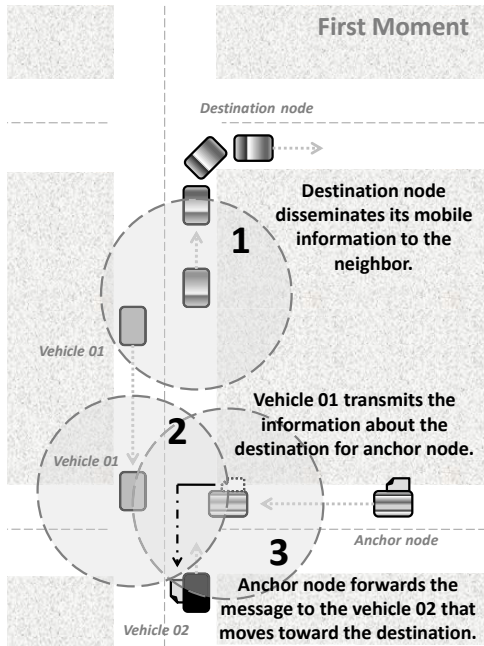 First Moment
Destination node
Destination node
disseminates its mobile
information to the
neighbor.
1
Vehicle 01
Vehicle 01 transmits the
information about the
destination for anchor node.
2
Vehicle 01
Anchor node
3
Anchor node forwards the
message to the vehicle 02 that
moves toward the destination.
Vehicle 02